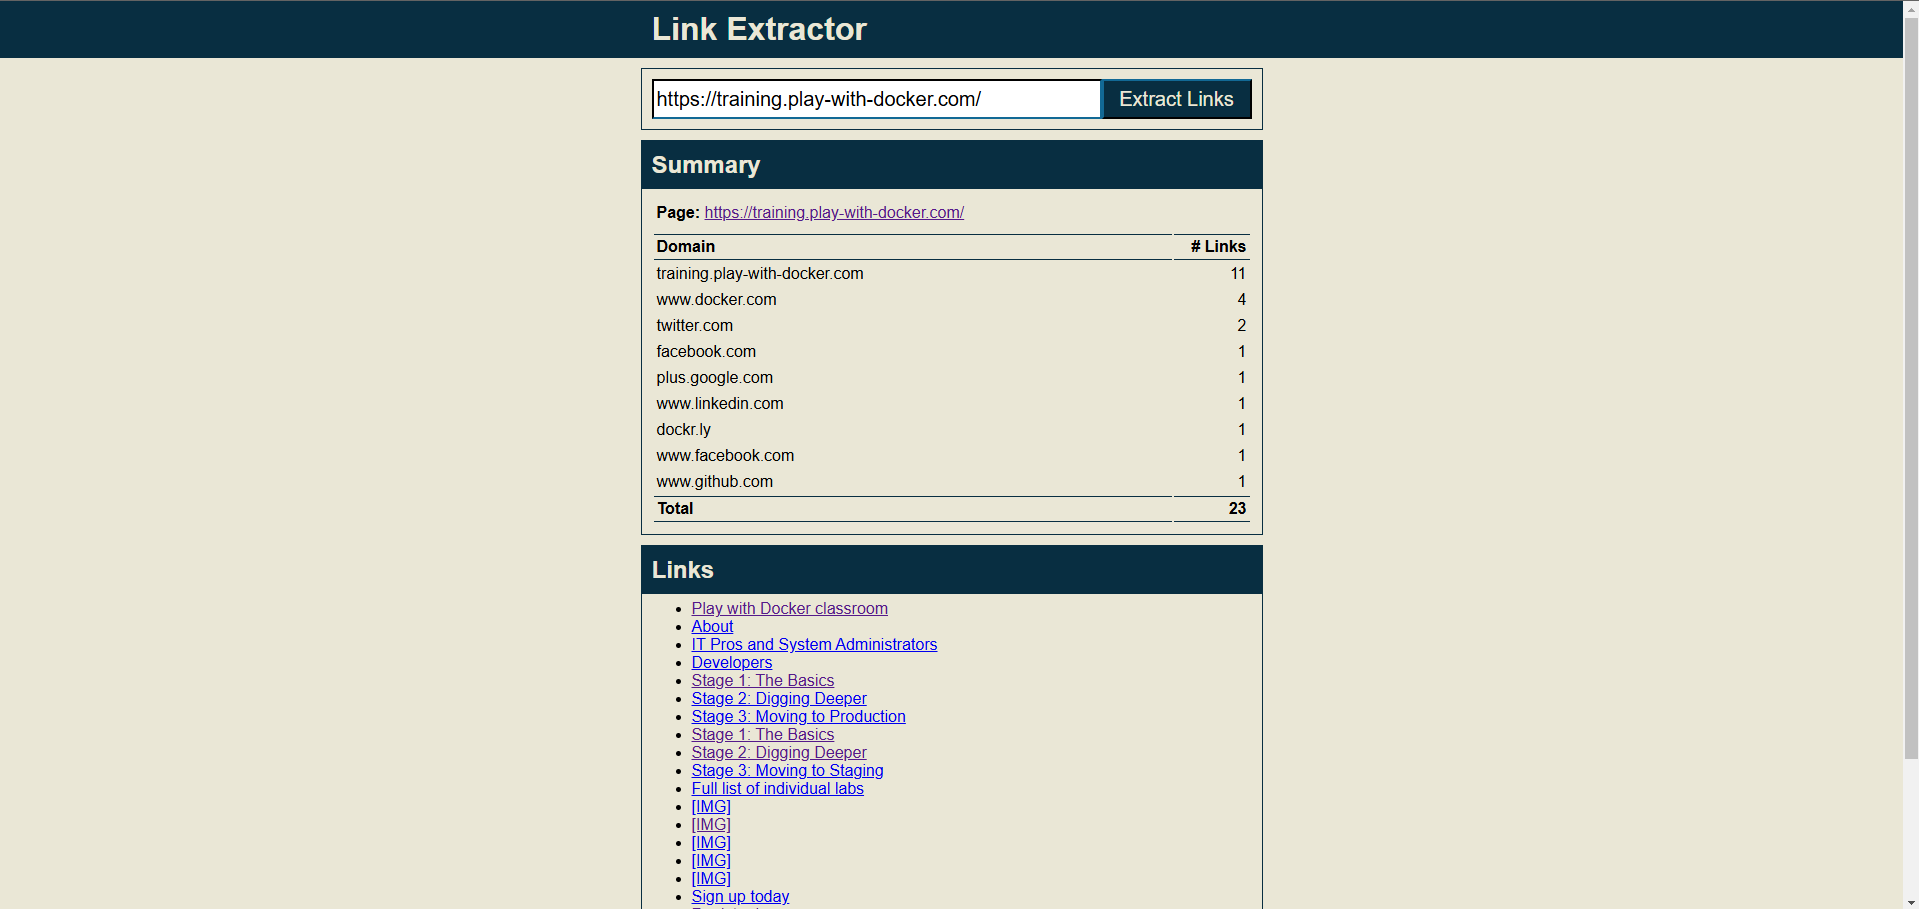 Link Extractor
https://training.play-with-docker.com/ Extract Links
Summary
Page: https://training.play-with-docker.com/
Domain # Links
training.play-with-docker.com 11
www.docker.com 4
twitter.com 2
facebook.com 1
plus.google.com 1
www.linkedin.com 1
dockr.ly 1
www.facebook.com 1
www.github.com 1
Total 23
Links
Play with Docker classroom
About
IT Pros and System Administrators
Developers
Stage 1: The Basics
Stage 2: Digging Deeper
Stage 3: Moving to Production
Stage 1: The Basics
Stage 2: Digging Deeper
Stage 3: Moving to Staging
Full list of individual labs
[IMG]
[IMG]
[IMG]
[IMG]
[IMG]
Sign up today